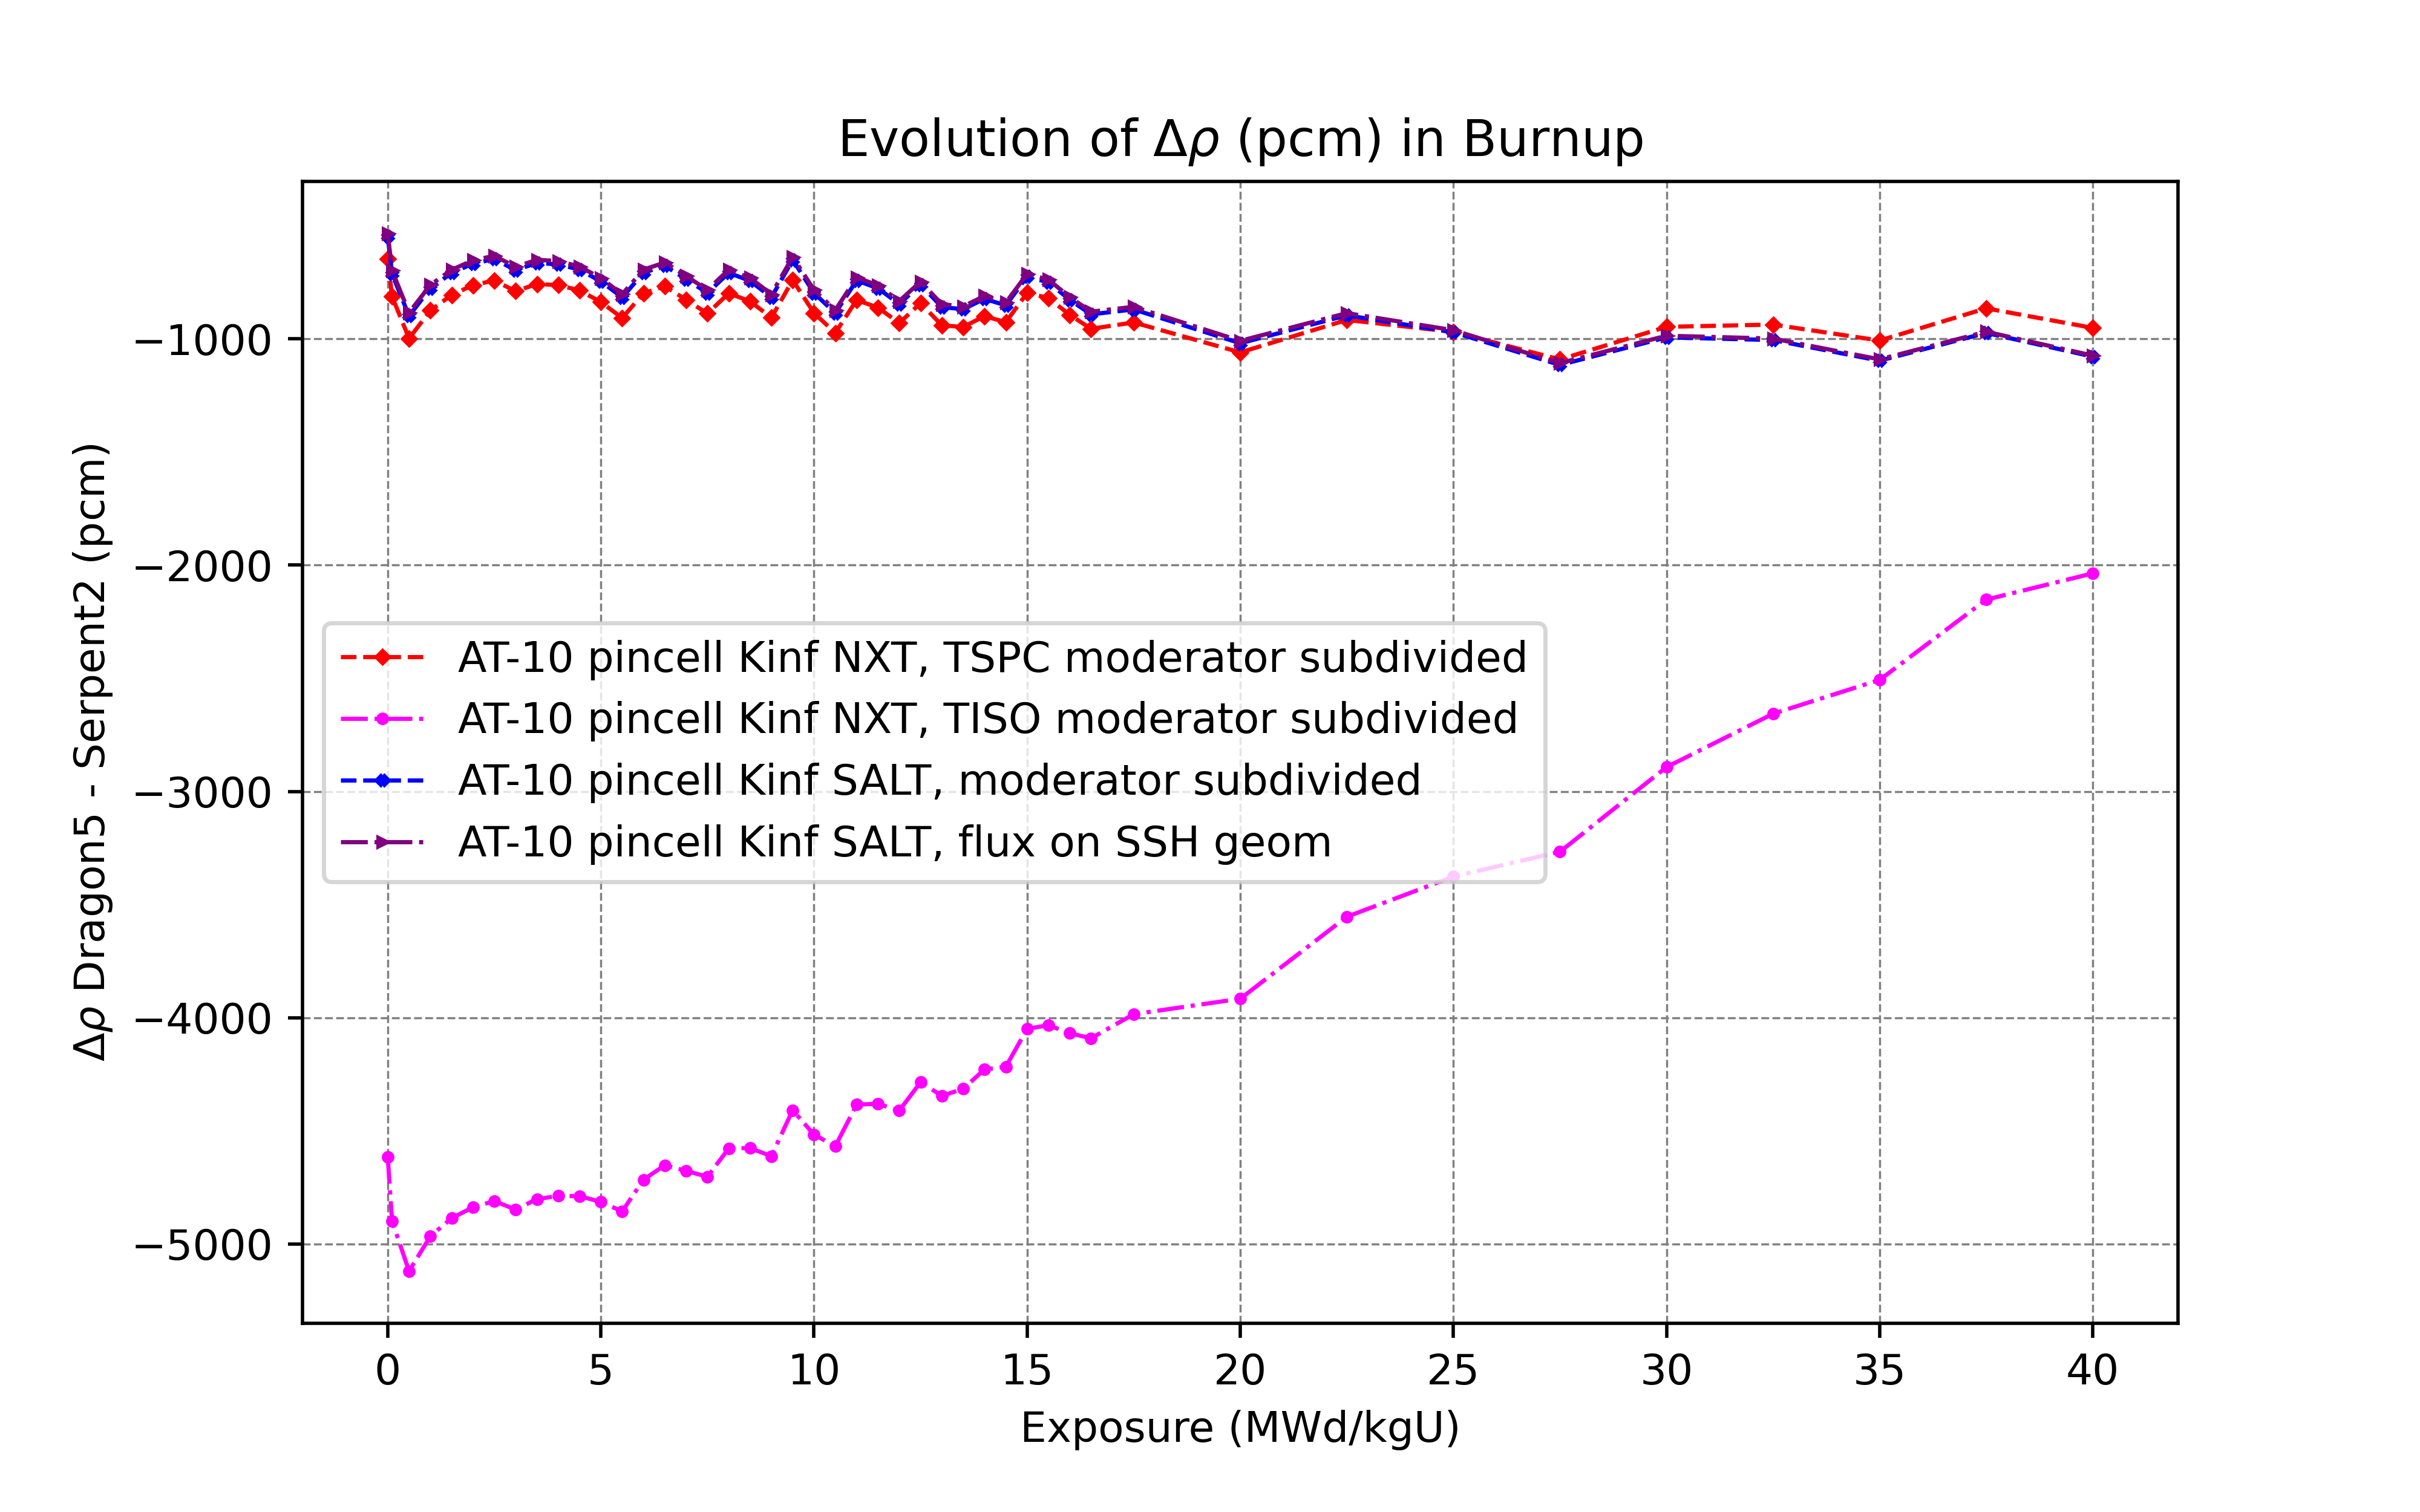 Evolution of Δρ (pcm) in Burnup
Δρ Dragon5 - Serpent2 (pcm)
−1000
−2000
−3000
−4000
−5000
AT-10 pincell Kinf NXT, TSPC moderator subdivided
AT-10 pincell Kinf NXT, TISO moderator subdivided
AT-10 pincell Kinf SALT, moderator subdivided
AT-10 pincell Kinf SALT, flux on SSH geom
0 5 10 15 20 25 30 35 40
Exposure (MWd/kgU)